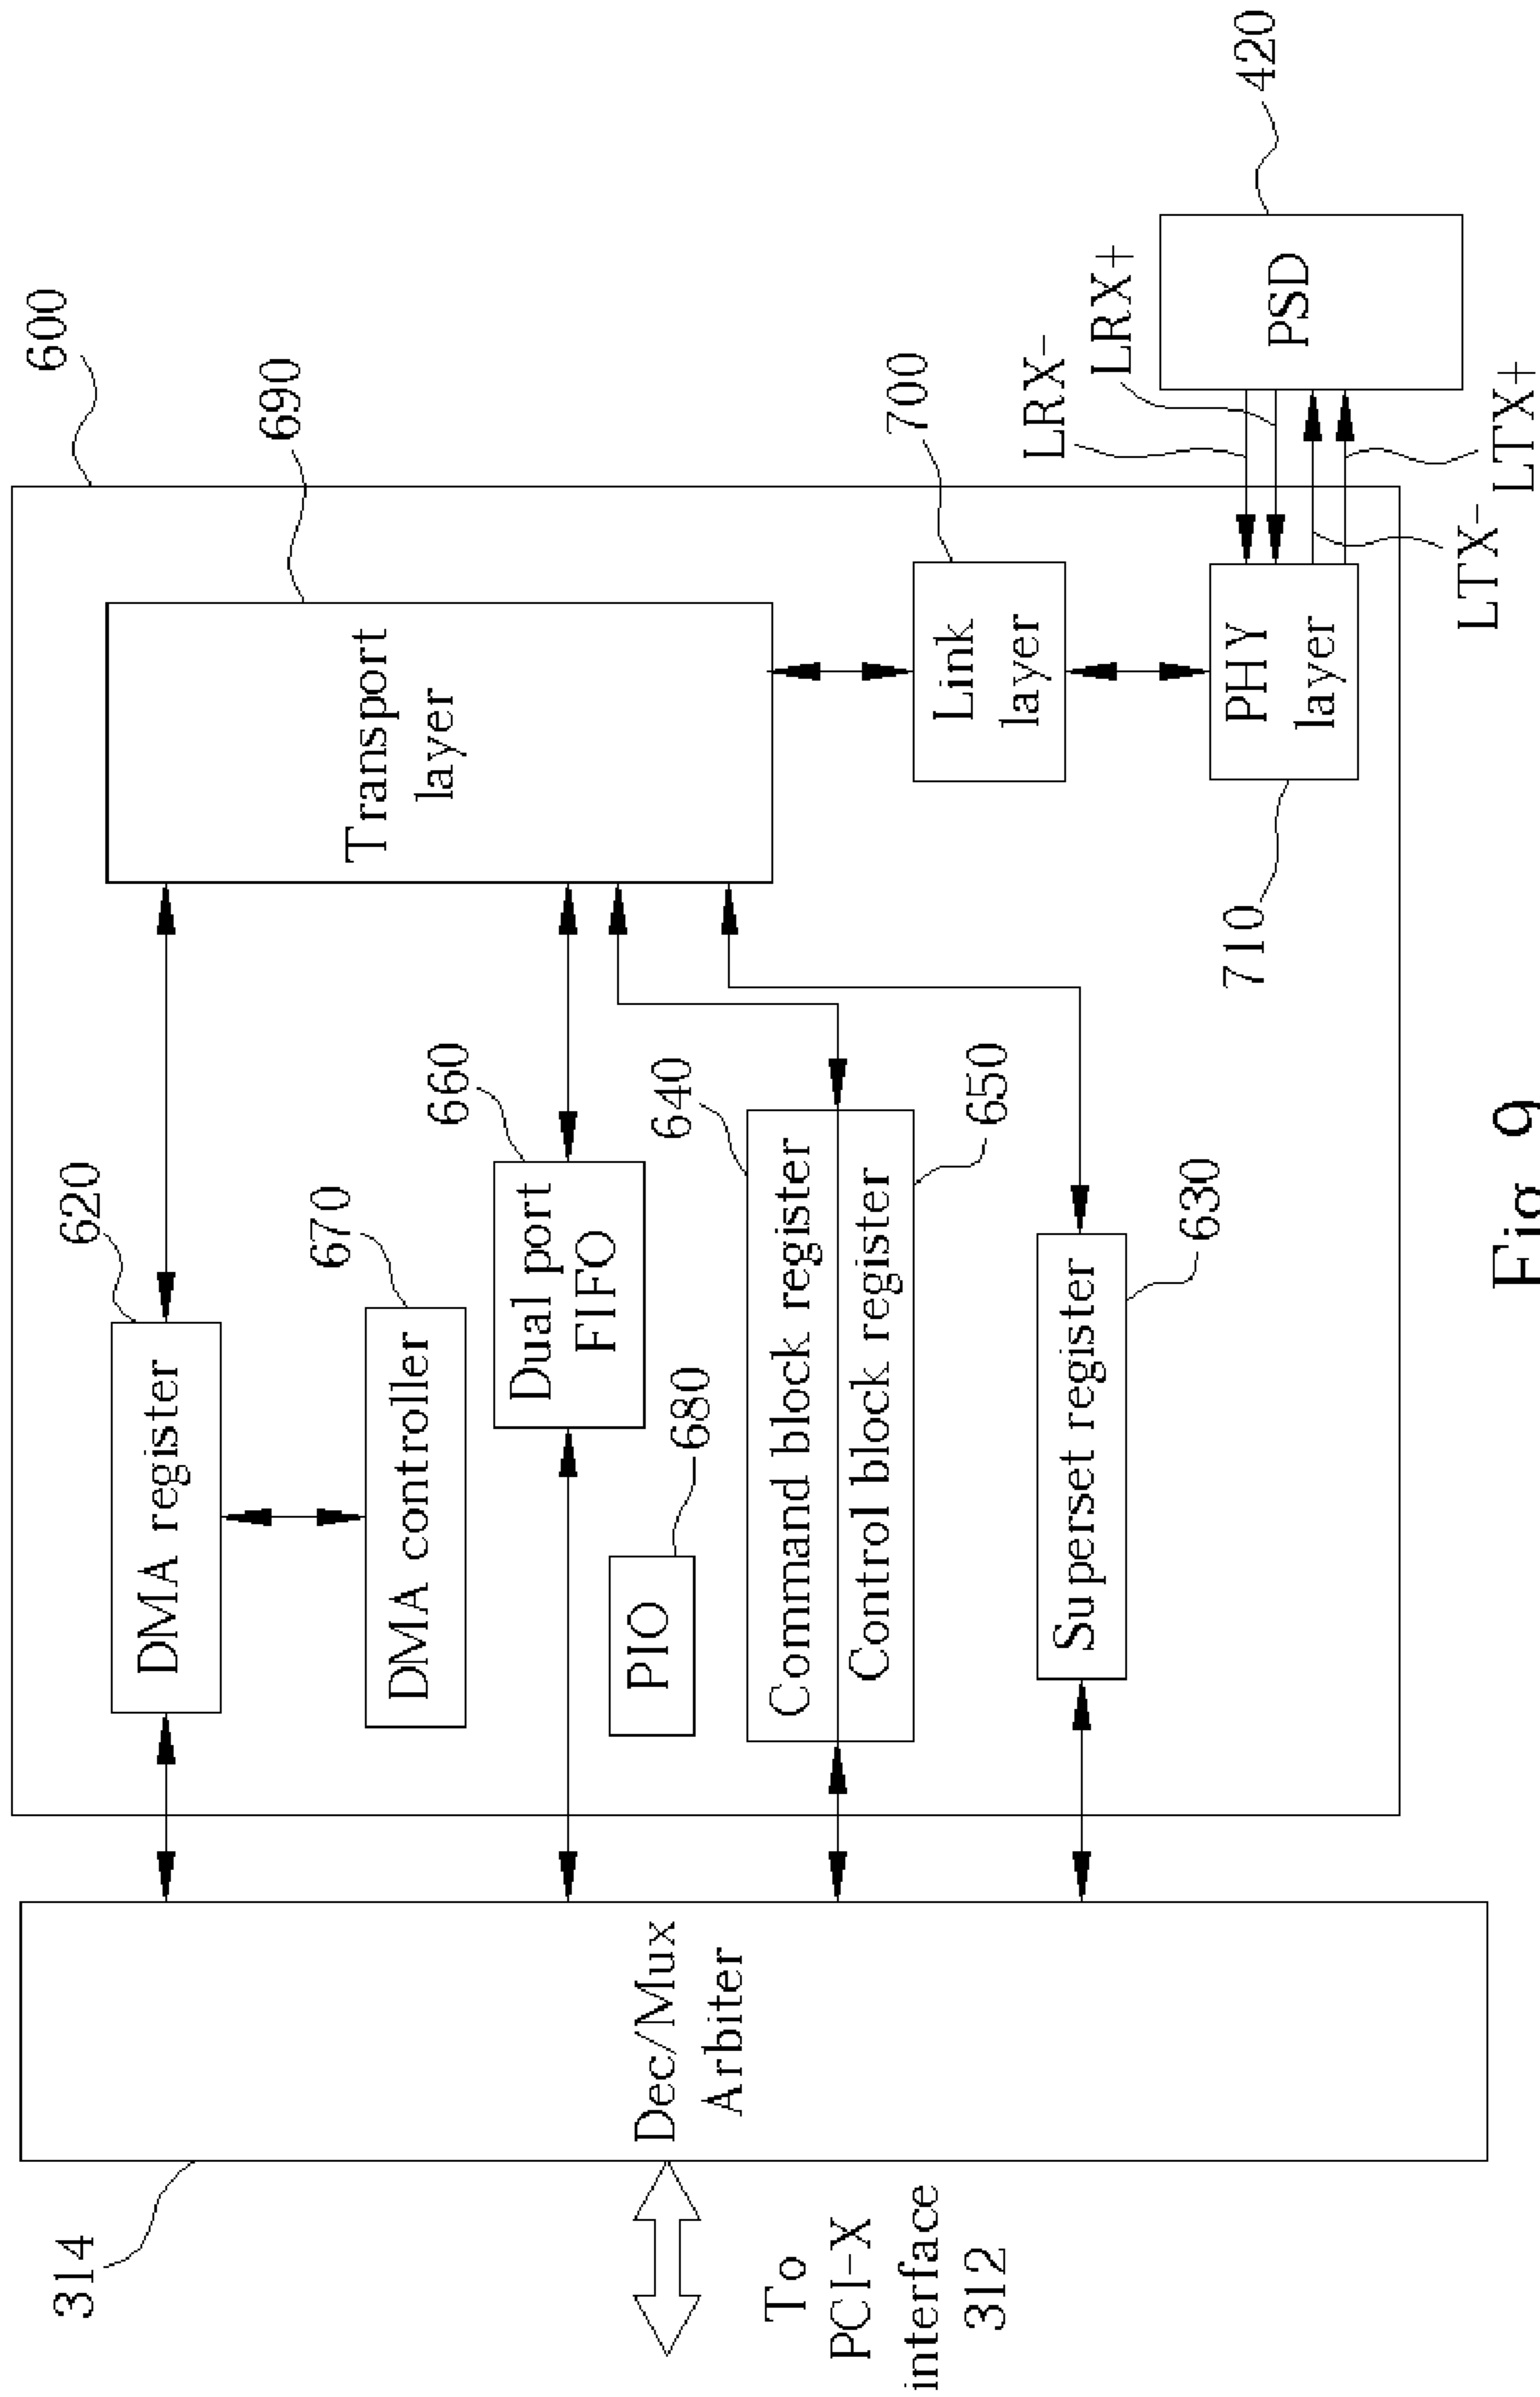 600
690
700
LRX-
LRX+
420
Transport
layer
Link
layer
PHY
layer
PSD
LTX-
LTX+
710
620
DMA register
670
DMA controller
660
Dual port
FIFO
680
PIO
640
Command block register
Control block register
650
Superset register
630
314
Dec/Mux
Arbiter
To
PCI-X
interface
312
Fig. 9